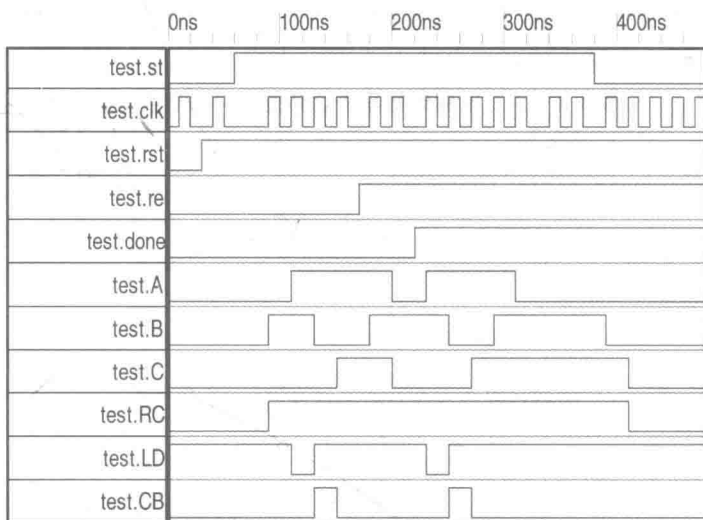 0ns 100ns 200ns 300ns 400ns
test.st
test.clk
test.rst
test.re
test.done
test.A
test.B
test.C
test.RC
test.LD
test.CB